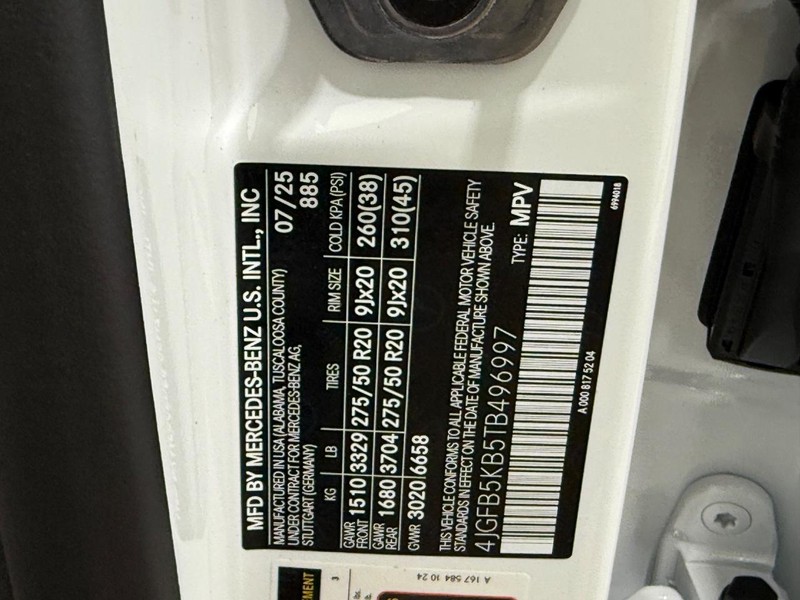 MFD BY MERCEDES-BENZ U.S. INTL., INC
MANUFACTURED IN USA (ALABAMA, TUSCALOOSA COUNTY) 07/25
UNDER CONTRACT FOR MERCEDES-BENZ AG, 885
STUTTGART (GERMANY)
KG LB TIRES RIM SIZE COLD KPA (PSI)
GAWR FRONT 1510 3329 275/50 R20 9Jx20 260(38)
GAWR REAR 1680 3704 275/50 R20 9Jx20 310(45)
GVWR 3020 6658
THIS VEHICLE CONFORMS TO ALL APPLICABLE FEDERAL MOTOR VEHICLE SAFETY
STANDARDS IN EFFECT ON THE DATE OF MANUFACTURE SHOWN ABOVE.
4JGFB5KB5TB496997 TYPE: MPV
A 000 817 52 04 6994018
A 167 584 10 24
3